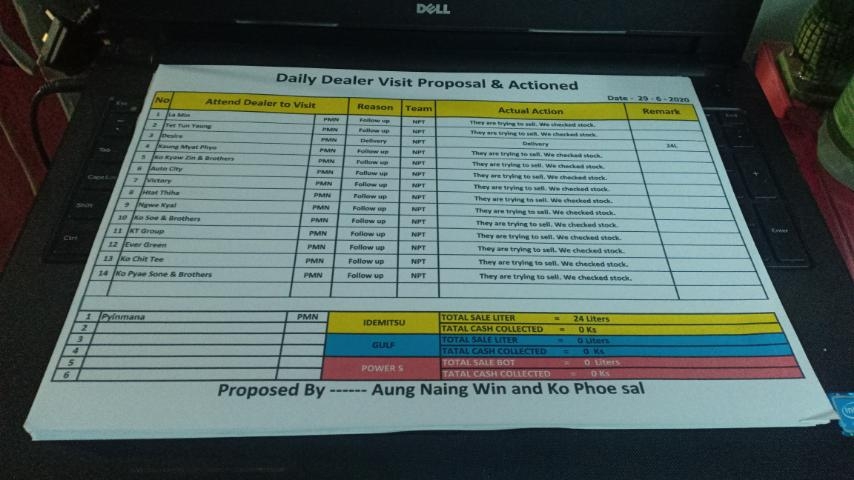 DELL
Daily Dealer Visit Proposal & Actioned
Date - 29 - 6 - 2020
No Attend Dealer to Visit Reason Team Actual Action Remark
1 La Min PMN Follow up NPT They are trying to sell. We checked stock.
2 Tet Tun Yaung PMN Follow up NPT They are trying to sell. We checked stock.
3 Desire PMN Delivery NPT Delivery 24L
4 Kaung Myat Phyo PMN Follow up NPT They are trying to sell. We checked stock.
5 Ko Kyaw Zin & Brothers PMN Follow up NPT They are trying to sell. We checked stock.
6 Auto City PMN Follow up NPT They are trying to sell. We checked stock.
7 Victary PMN Follow up NPT They are trying to sell. We checked stock.
8 Htat Thiha PMN Follow up NPT They are trying to sell. We checked stock.
9 Ngwe Kyal PMN Follow up NPT They are trying to sell. We checked stock.
10 Ko Soe & Brothers PMN Follow up NPT They are trying to sell. We checked stock.
11 KT Group PMN Follow up NPT They are trying to sell. We checked stock.
12 Ever Green PMN Follow up NPT They are trying to sell. We checked stock.
13 Ko Chit Tee PMN Follow up NPT They are trying to sell. We checked stock.
14 Ko Pyae Sone & Brothers PMN Follow up NPT They are trying to sell. We checked stock.
1 Pyinmana PMN IDEMITSU TOTAL SALE LITER = 24 Liters
2 TATAL CASH COLLECTED = 0 Ks
3 GULF TOTAL SALE LITER = 0 Liters
4 TATAL CASH COLLECTED = 0 Ks
5 POWER S TOTAL SALE BOT = 0 Liters
6 TATAL CASH COLLECTED = 0 Ks
Proposed By ------ Aung Naing Win and Ko Phoe sal
Tab
Caps Lock
Shift
Ctrl
Enter